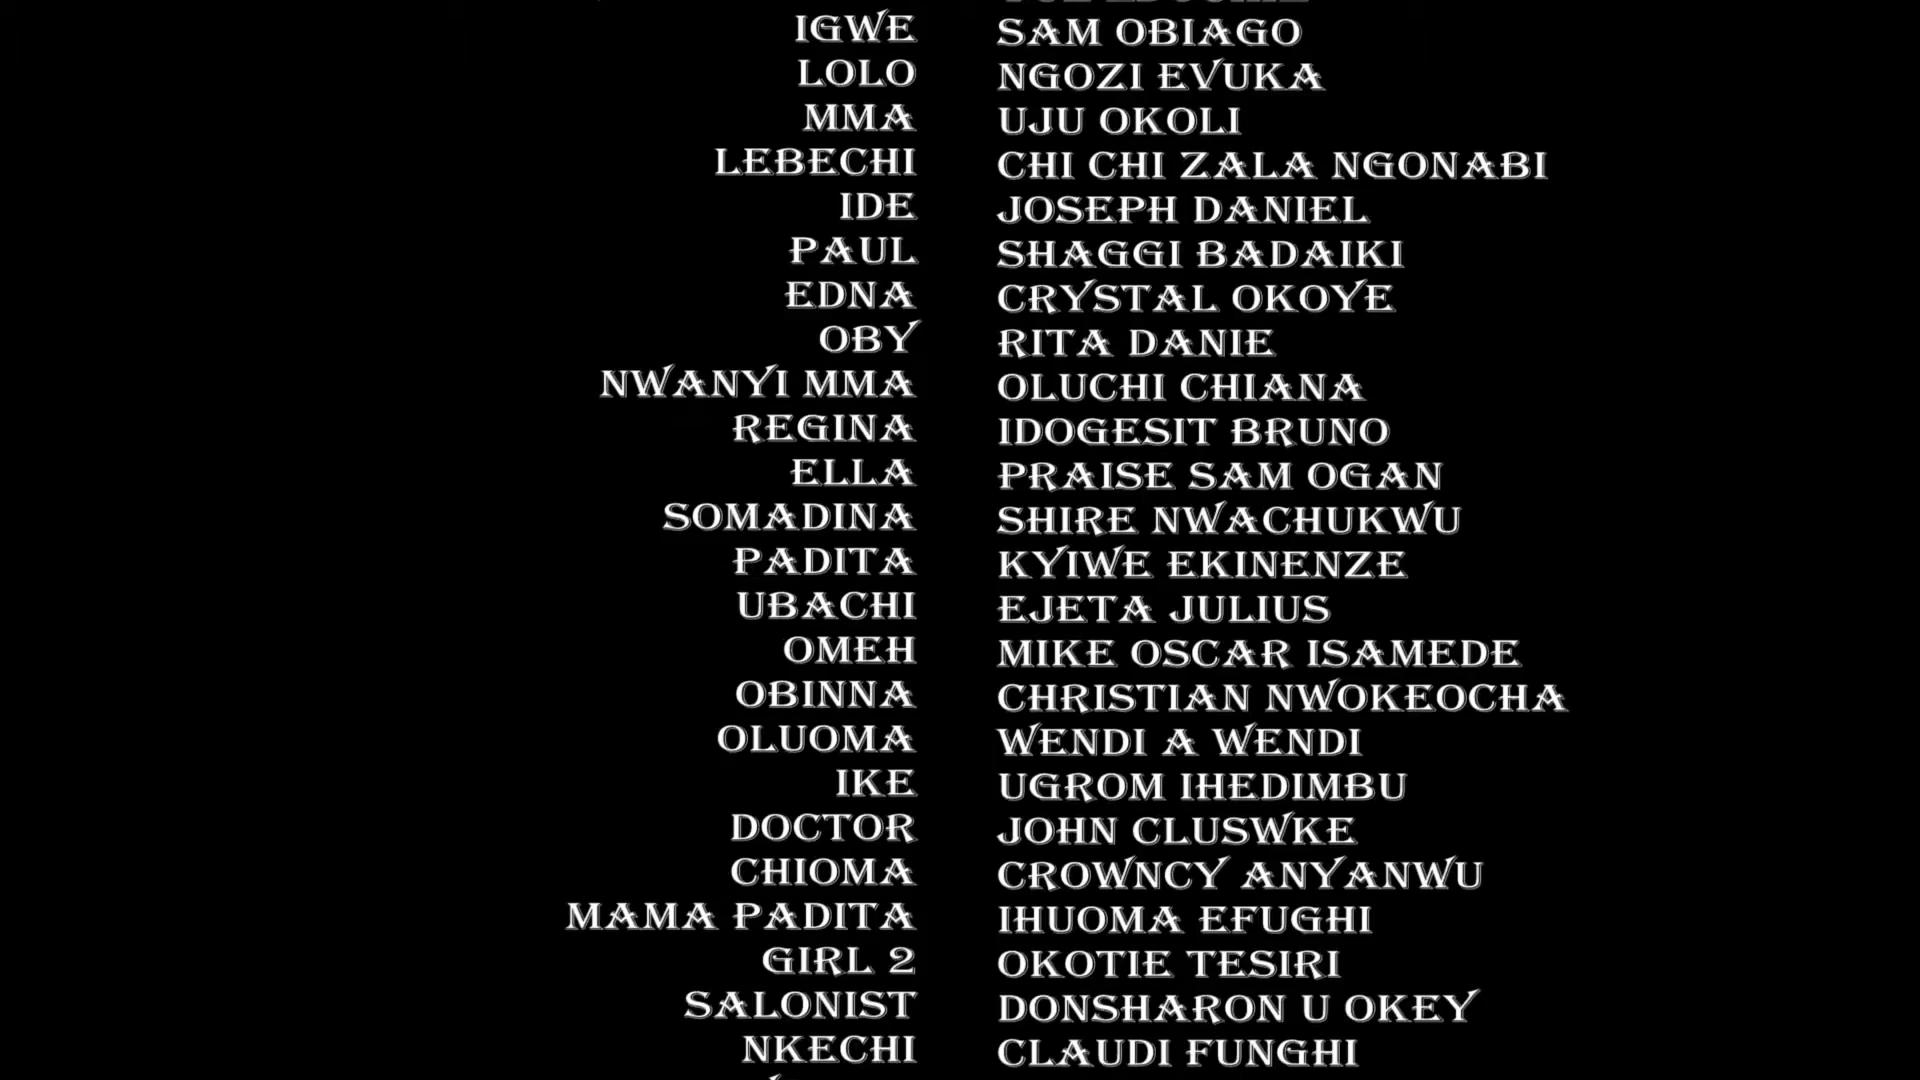 IGWE SAM OBIAGO
LOLO NGOZI EVUKA
MMA UJU OKOLI
LEBECHI CHI CHI ZALA NGONABI
IDE JOSEPH DANIEL
PAUL SHAGGI BADAIKI
EDNA CRYSTAL OKOYE
OBY RITA DANIE
NWANYI MMA OLUCHI CHIANA
REGINA IDOGESIT BRUNO
ELLA PRAISE SAM OGAN
SOMADINA SHIRE NWACHUKWU
PADITA KYIWE EKINENZE
UBACHI EJETA JULIUS
OMEH MIKE OSCAR ISAMEDE
OBINNA CHRISTIAN NWOKEOCHA
OLUOMA WENDI A WENDI
IKE UGROM IHEDIMBU
DOCTOR JOHN CLUSWKE
CHIOMA CROWNCY ANYANWU
MAMA PADITA IHUOMA EFUGHI
GIRL 2 OKOTIE TESIRI
SALONIST DONSHARON U OKEY
NKECHI CLAUDI FUNGHI